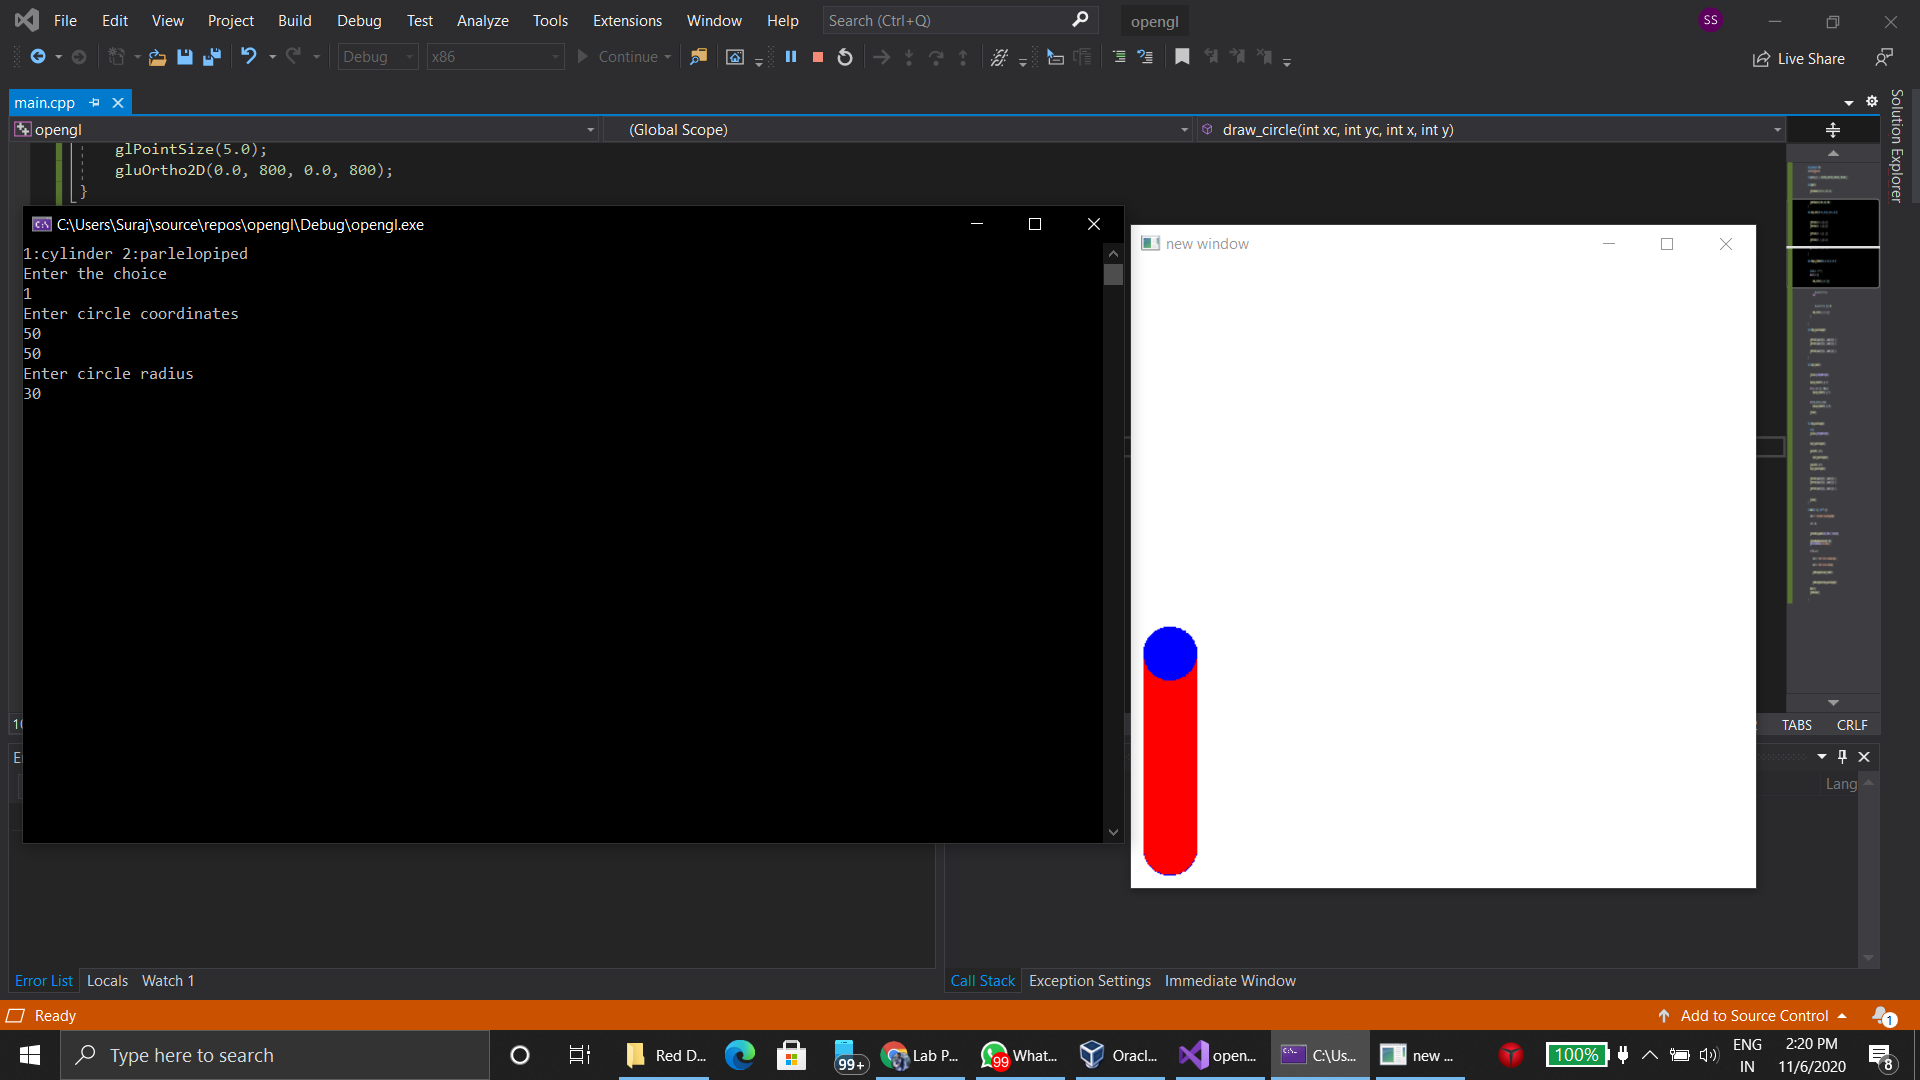 File Edit View Project Build Debug Test Analyze Tools Extensions Window Help Search (Ctrl+Q) opengl SS
Debug x86 Continue Live Share
main.cpp
opengl (Global Scope) draw_circle(int xc, int yc, int x, int y)
Solution Explorer
glPointSize(5.0);
gluOrtho2D(0.0, 800, 0.0, 800);
}
C:\Users\Suraj\source\repos\opengl\Debug\opengl.exe
new window
1:cylinder 2:parlelopiped
Enter the choice
1
Enter circle coordinates
50
50
Enter circle radius
30
TABS CRLF
Lang
Error List Locals Watch 1
Call Stack Exception Settings Immediate Window
Ready Add to Source Control 1
Type here to search Red D... 99+ Lab P... 99 What... Oracl... open... C:\Us... new ... 100% ENG IN 2:20 PM 11/6/2020 8